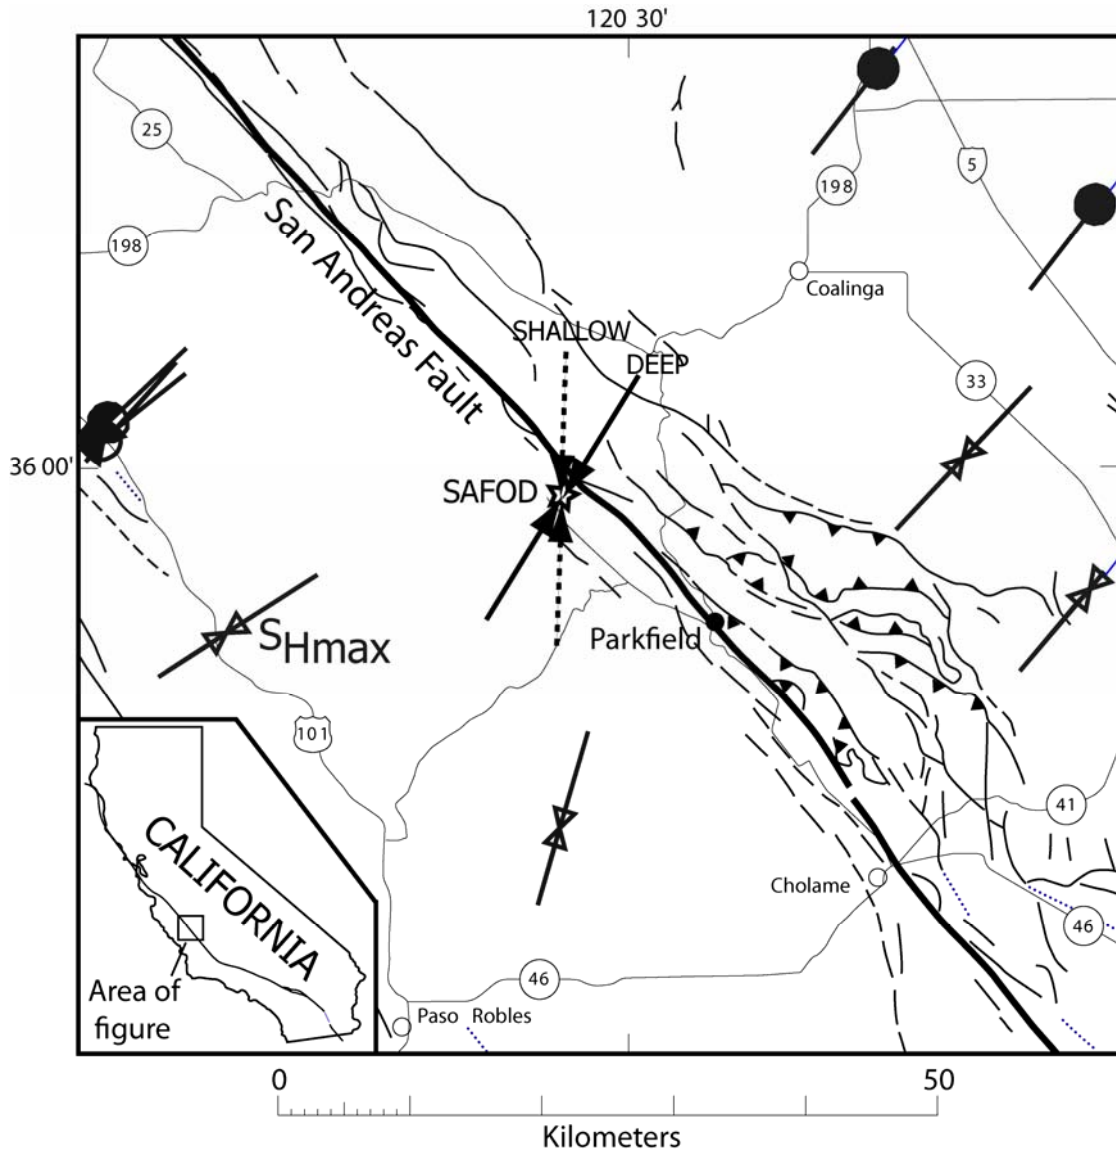 120 30'
25
5
198
198
San Andreas Fault
Coalinga
SHALLOW
DEEP
33
36 00'
SAFOD
Parkfield
SHmax
101
41
CALIFORNIA
Cholame
46
46
Area of
figure
Paso Robles
0
50
Kilometers